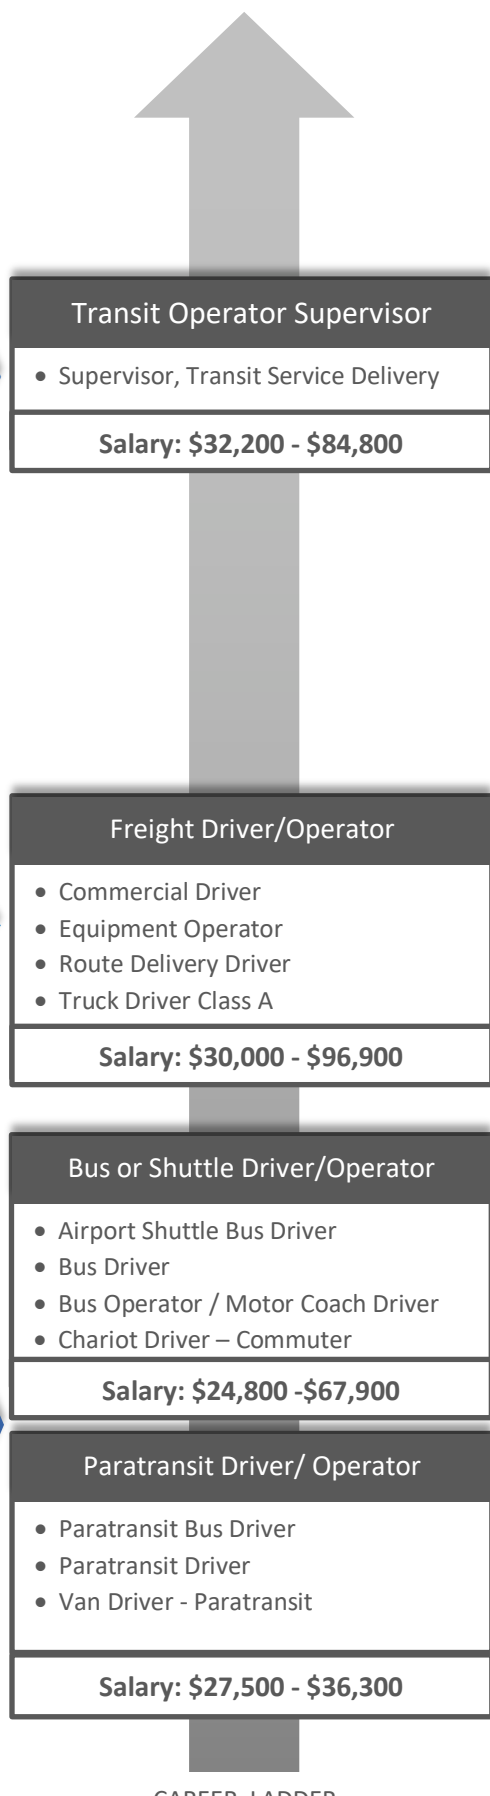 Transit Operator Supervisor
• Supervisor, Transit Service Delivery
Salary: $32,200 - $84,800
Freight Driver/Operator
• Commercial Driver
• Equipment Operator
• Route Delivery Driver
• Truck Driver Class A
Salary: $30,000 - $96,900
Bus or Shuttle Driver/Operator
• Airport Shuttle Bus Driver
• Bus Driver
• Bus Operator / Motor Coach Driver
• Chariot Driver – Commuter
Salary: $24,800 -$67,900
Paratransit Driver/ Operator
• Paratransit Bus Driver
• Paratransit Driver
• Van Driver - Paratransit
Salary: $27,500 - $36,300
CAREER LADDER